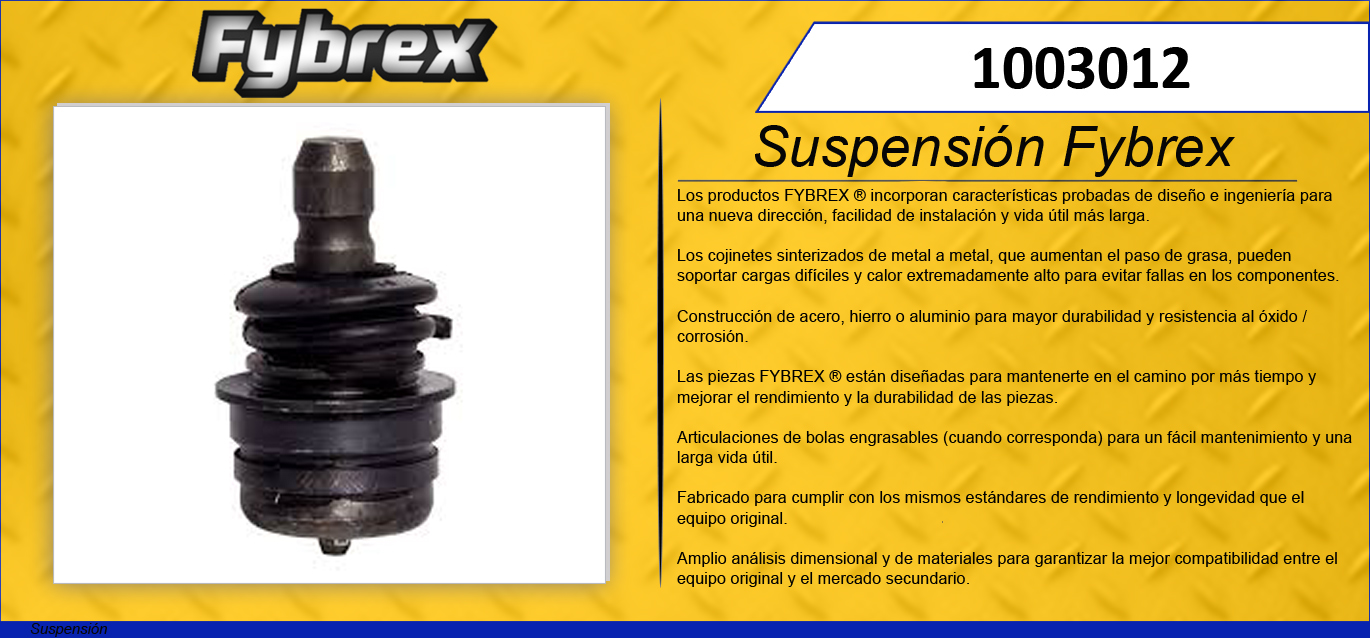 Fybrex
1003012
Suspensión Fybrex
Los productos FYBREX ® incorporan características probadas de diseño e ingeniería para
una nueva dirección, facilidad de instalación y vida útil más larga.
Los cojinetes sinterizados de metal a metal, que aumentan el paso de grasa, pueden
soportar cargas difíciles y calor extremadamente alto para evitar fallas en los componentes.
Construcción de acero, hierro o aluminio para mayor durabilidad y resistencia al óxido /
corrosión.
Las piezas FYBREX ® están diseñadas para mantenerte en el camino por más tiempo y
mejorar el rendimiento y la durabilidad de las piezas.
Articulaciones de bolas engrasables (cuando corresponda) para un fácil mantenimiento y una
larga vida útil.
Fabricado para cumplir con los mismos estándares de rendimiento y longevidad que el
equipo original.
Amplio análisis dimensional y de materiales para garantizar la mejor compatibilidad entre el
equipo original y el mercado secundario.
Suspensión